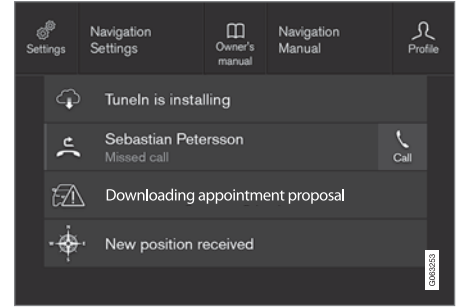 Settings
Navigation
Settings
Owner's
manual
Navigation
Manual
Profile
TuneIn is installing
Sebastian Petersson
Missed call
Call
Downloading appointment proposal
New position received
G063253